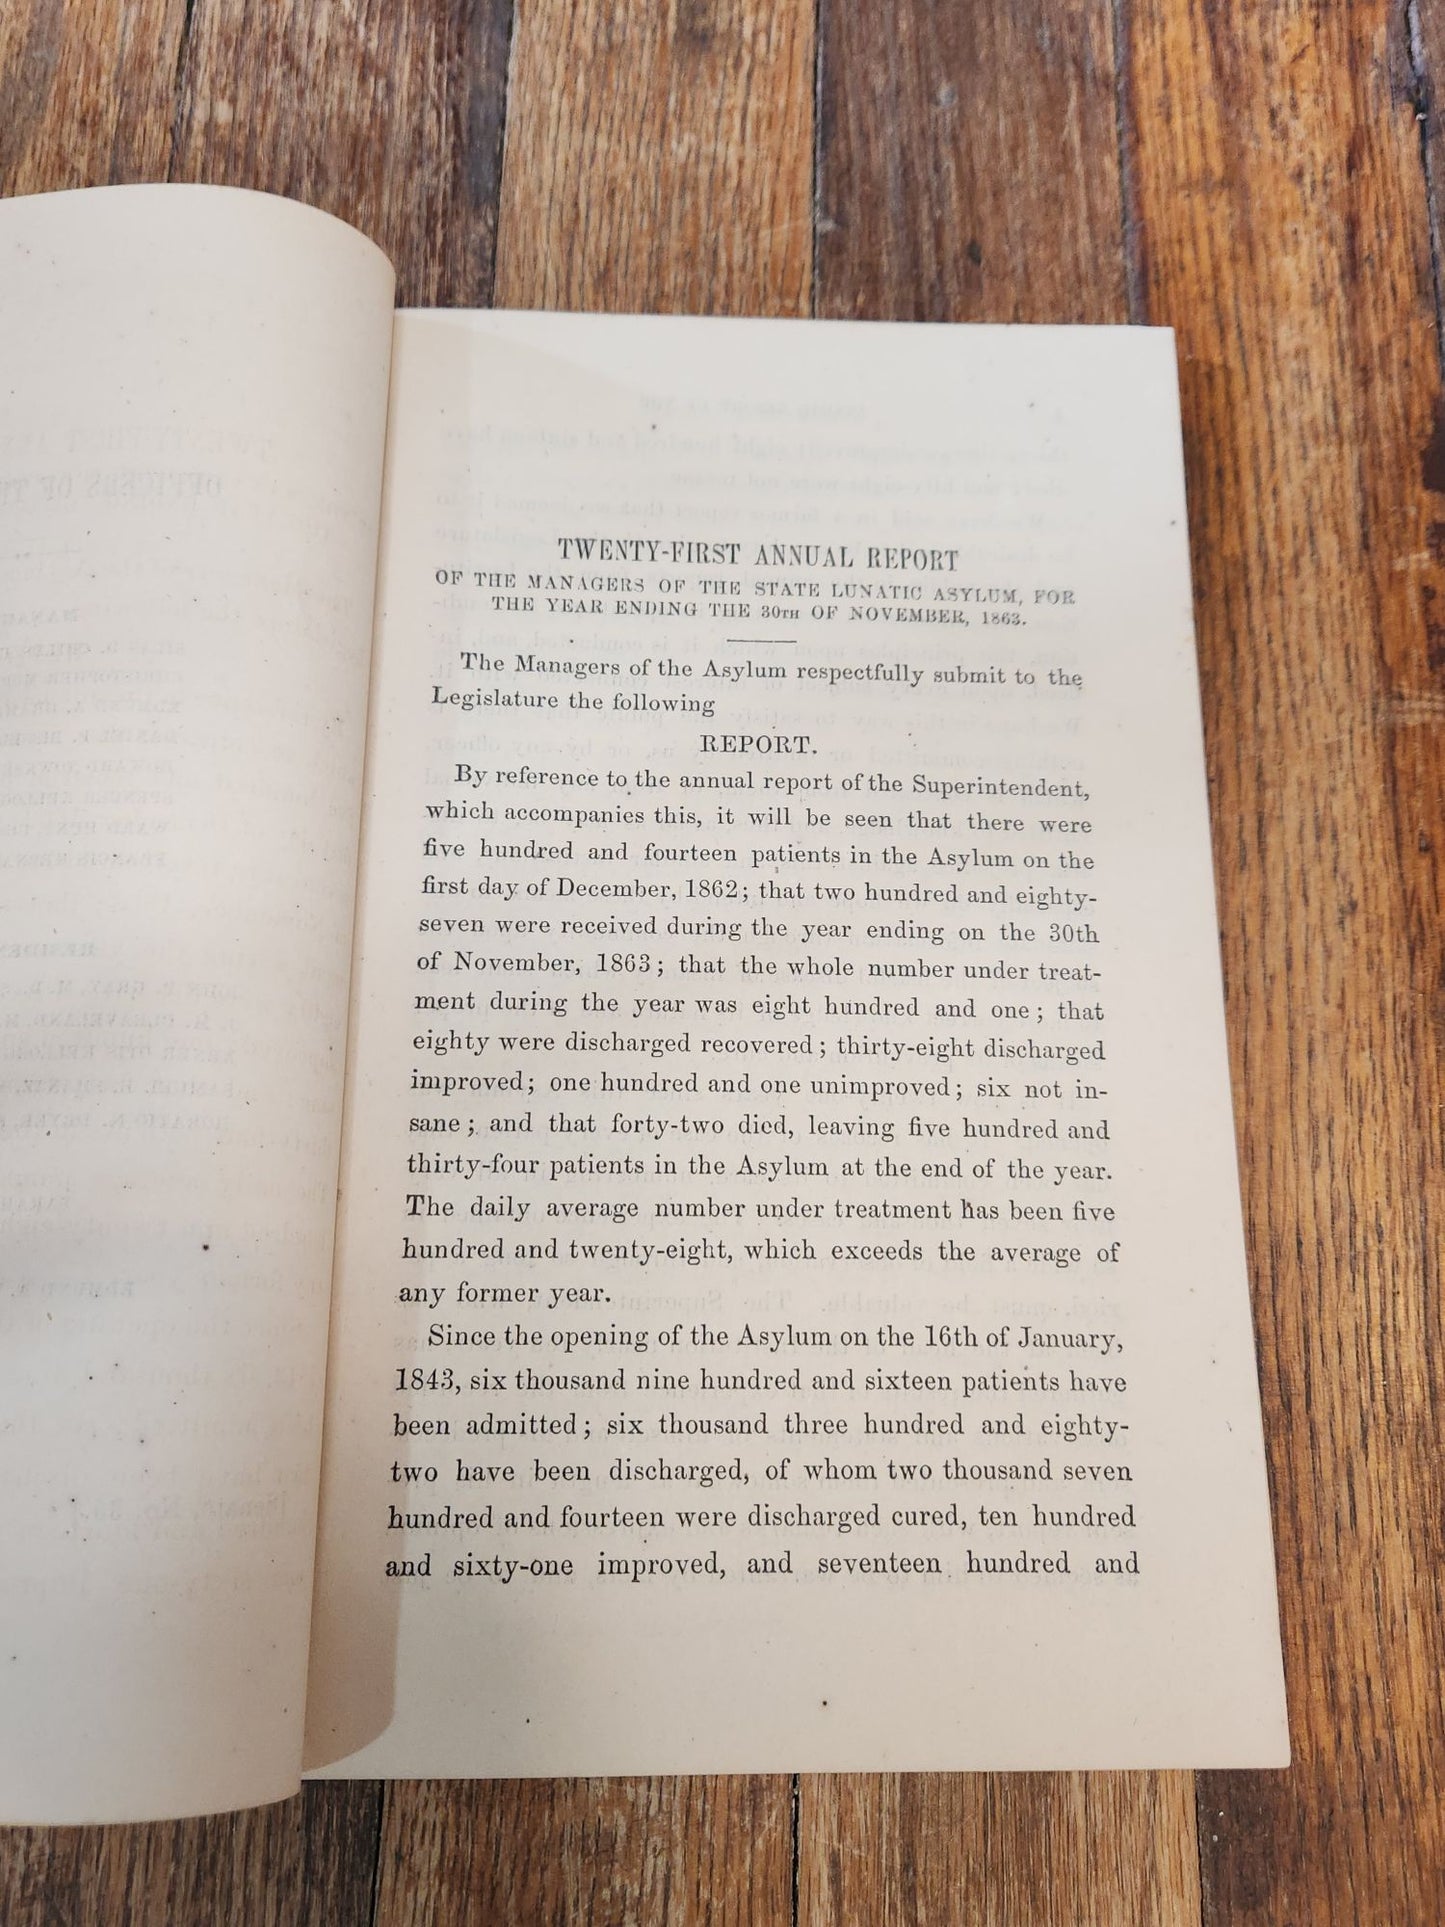 TWENTY-FIRST ANNUAL REPORT
OF THE MANAGERS OF THE STATE LUNATIC ASYLUM, FOR
THE YEAR ENDING THE 30TH OF NOVEMBER, 1863.
The Managers of the Asylum respectfully submit to the
Legislature the following
REPORT.
By reference to the annual report of the Superintendent,
which accompanies this, it will be seen that there were
five hundred and fourteen patients in the Asylum on the
first day of December, 1862; that two hundred and eighty-
seven were received during the year ending on the 30th
of November, 1863; that the whole number under treat-
ment during the year was eight hundred and one; that
eighty were discharged recovered; thirty-eight discharged
improved; one hundred and one unimproved; six not in-
sane; and that forty-two died, leaving five hundred and
thirty-four patients in the Asylum at the end of the year.
The daily average number under treatment has been five
hundred and twenty-eight, which exceeds the average of
any former year.
Since the opening of the Asylum on the 16th of January,
1843, six thousand nine hundred and sixteen patients have
been admitted; six thousand three hundred and eighty-
two have been discharged, of whom two thousand seven
hundred and fourteen were discharged cured, ten hundred
and sixty-one improved, and seventeen hundred and